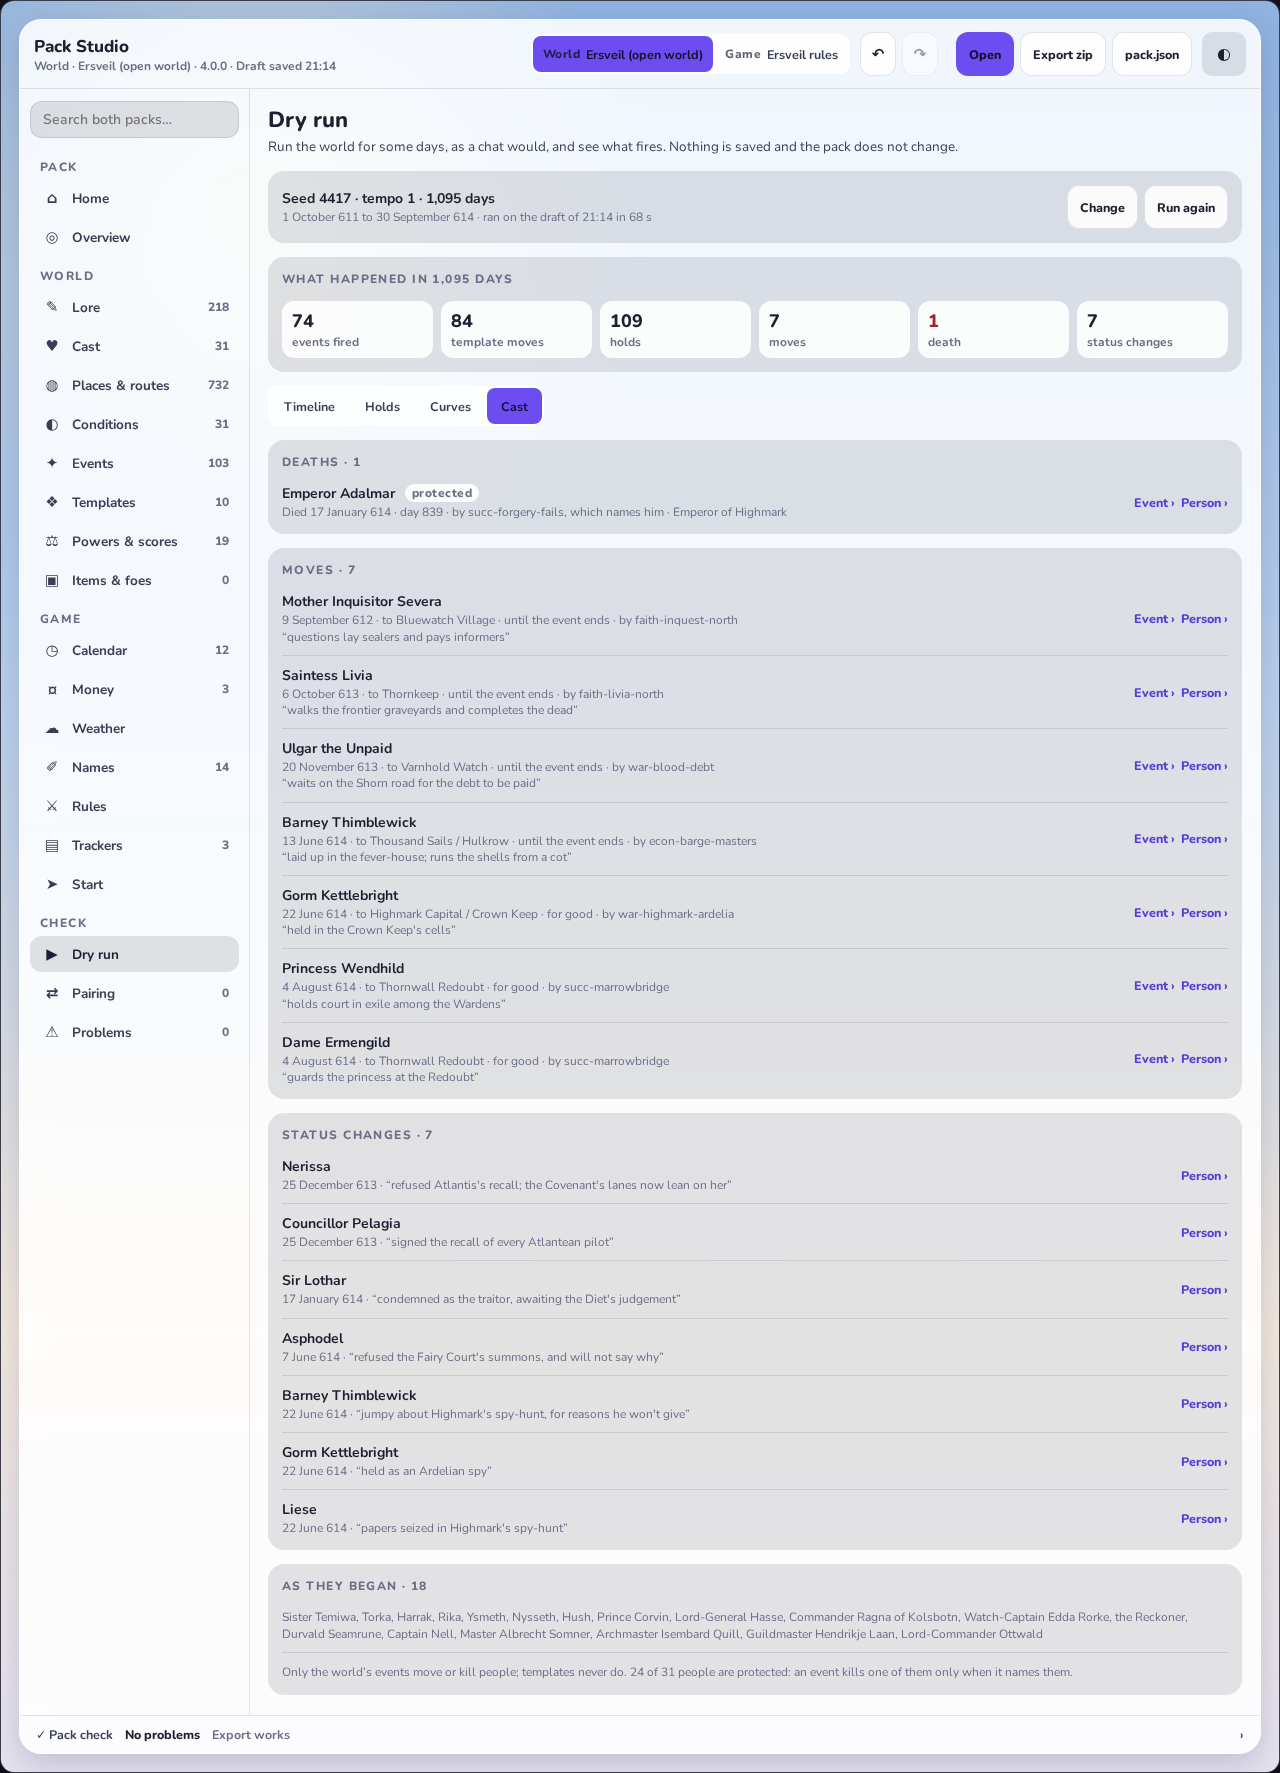 Pack Studio
World · Ersveil (open world) · 4.0.0 · Draft saved 21:14
World Ersveil (open world)
Game Ersveil rules
Open
Export zip
pack.json
Search both packs...
PACK
Home
Overview
WORLD
Lore 218
Cast 31
Places & routes 732
Conditions 31
Events 103
Templates 10
Powers & scores 19
Items & foes 0
GAME
Calendar 12
Money 3
Weather
Names 14
Rules
Trackers 3
Start
CHECK
Dry run
Pairing 0
Problems 0
Dry run
Run the world for some days, as a chat would, and see what fires. Nothing is saved and the pack does not change.
Seed 4417 · tempo 1 · 1,095 days
1 October 611 to 30 September 614 · ran on the draft of 21:14 in 68 s
Change
Run again
WHAT HAPPENED IN 1,095 DAYS
74
events fired
84
template moves
109
holds
7
moves
1
death
7
status changes
Timeline
Holds
Curves
Cast
DEATHS · 1
Emperor Adalmar protected
Died 17 January 614 · day 839 · by succ-forgery-fails, which names him · Emperor of Highmark
Event › Person ›
MOVES · 7
Mother Inquisitor Severa
9 September 612 · to Bluewatch Village · until the event ends · by faith-inquest-north
“questions lay sealers and pays informers”
Event › Person ›
Saintess Livia
6 October 613 · to Thornkeep · until the event ends · by faith-livia-north
“walks the frontier graveyards and completes the dead”
Event › Person ›
Ulgar the Unpaid
20 November 613 · to Varnhold Watch · until the event ends · by war-blood-debt
“waits on the Shorn road for the debt to be paid”
Event › Person ›
Barney Thimblewick
13 June 614 · to Thousand Sails / Hulkrow · until the event ends · by econ-barge-masters
“laid up in the fever-house; runs the shells from a cot”
Event › Person ›
Gorm Kettlebright
22 June 614 · to Highmark Capital / Crown Keep · for good · by war-highmark-ardelia
“held in the Crown Keep's cells”
Event › Person ›
Princess Wendhild
4 August 614 · to Thornwall Redoubt · for good · by succ-marrowbridge
“holds court in exile among the Wardens”
Event › Person ›
Dame Ermengild
4 August 614 · to Thornwall Redoubt · for good · by succ-marrowbridge
“guards the princess at the Redoubt”
Event › Person ›
STATUS CHANGES · 7
Nerissa
25 December 613 · “refused Atlantis's recall; the Covenant's lanes now lean on her”
Person ›
Councillor Pelagia
25 December 613 · “signed the recall of every Atlantean pilot”
Person ›
Sir Lothar
17 January 614 · “condemned as the traitor, awaiting the Diet's judgement”
Person ›
Asphodel
7 June 614 · “refused the Fairy Court's summons, and will not say why”
Person ›
Barney Thimblewick
22 June 614 · “jumpy about Highmark's spy-hunt, for reasons he won't give”
Person ›
Gorm Kettlebright
22 June 614 · “held as an Ardelian spy”
Person ›
Liese
22 June 614 · “papers seized in Highmark's spy-hunt”
Person ›
AS THEY BEGAN · 18
Sister Temiwa, Torka, Harrak, Rika, Ysmeth, Nysseth, Hush, Prince Corvin, Lord-General Hasse, Commander Ragna of Kolsbotn, Watch-Captain Edda Rorke, the Reckoner,
Durvald Seamrune, Captain Nell, Master Albrecht Somner, Archmaster Isembard Quill, Guildmaster Hendrikje Laan, Lord-Commander Ottwald
Only the world's events move or kill people; templates never do. 24 of 31 people are protected: an event kills one of them only when it names them.
✓ Pack check No problems Export works ›